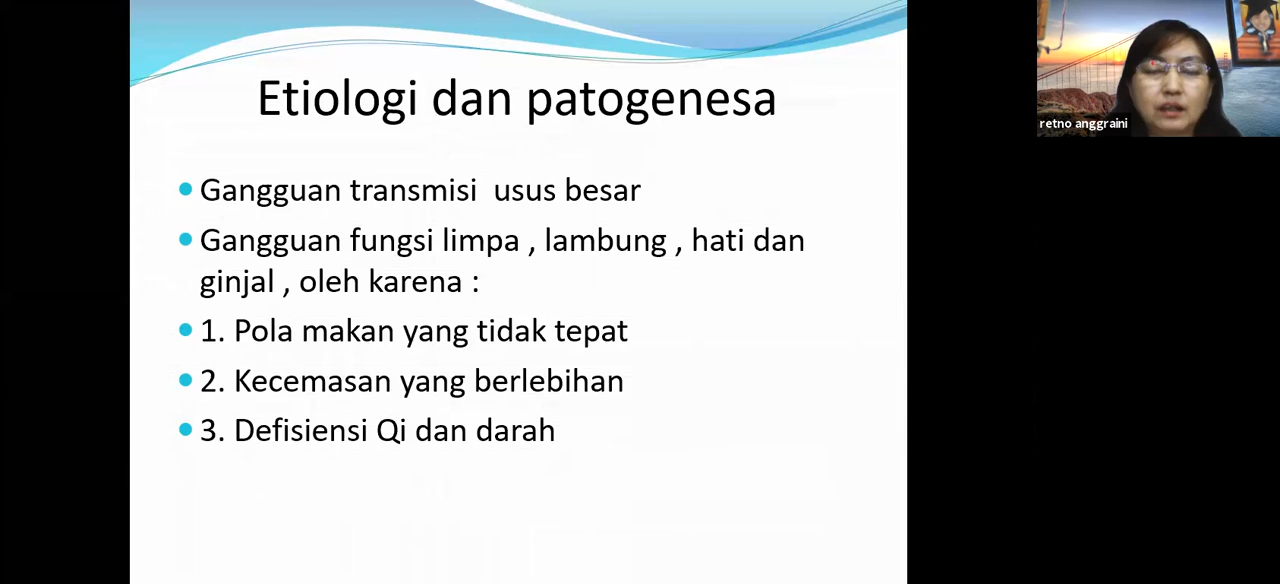 Etiologi dan patogenesa
Gangguan transmisi usus besar
Gangguan fungsi limpa , lambung , hati dan
ginjal , oleh karena :
1. Pola makan yang tidak tepat
2. Kecemasan yang berlebihan
3. Defisiensi Qi dan darah
retno anggraini